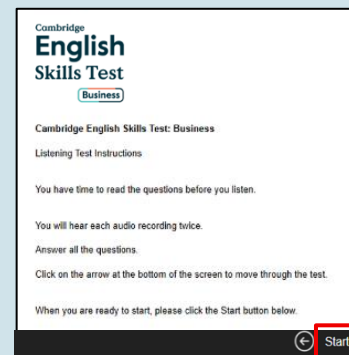 Cambridge
English
Skills Test
Business
Cambridge English Skills Test: Business
Listening Test Instructions
You have time to read the questions before you listen.
You will hear each audio recording twice.
Answer all the questions.
Click on the arrow at the bottom of the screen to move through the test.
When you are ready to start, please click the Start button below.
Start